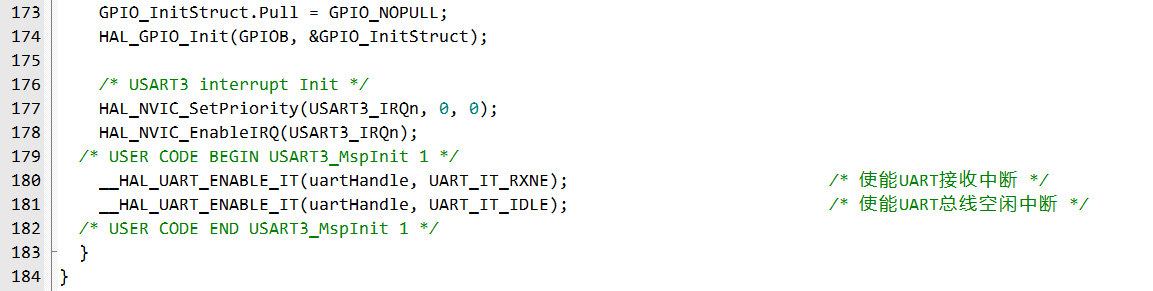 173 GPIO_InitStruct.Pull = GPIO_NOPULL;
174 HAL_GPIO_Init(GPIOB, &GPIO_InitStruct);
175
176 /* USART3 interrupt Init */
177 HAL_NVIC_SetPriority(USART3_IRQn, 0, 0);
178 HAL_NVIC_EnableIRQ(USART3_IRQn);
179 /* USER CODE BEGIN USART3_MspInit 1 */
180 __HAL_UART_ENABLE_IT(uartHandle, UART_IT_RXNE); /* 使能UART接收中断 */
181 __HAL_UART_ENABLE_IT(uartHandle, UART_IT_IDLE); /* 使能UART总线空闲中断 */
182 /* USER CODE END USART3_MspInit 1 */
183 }
184 }